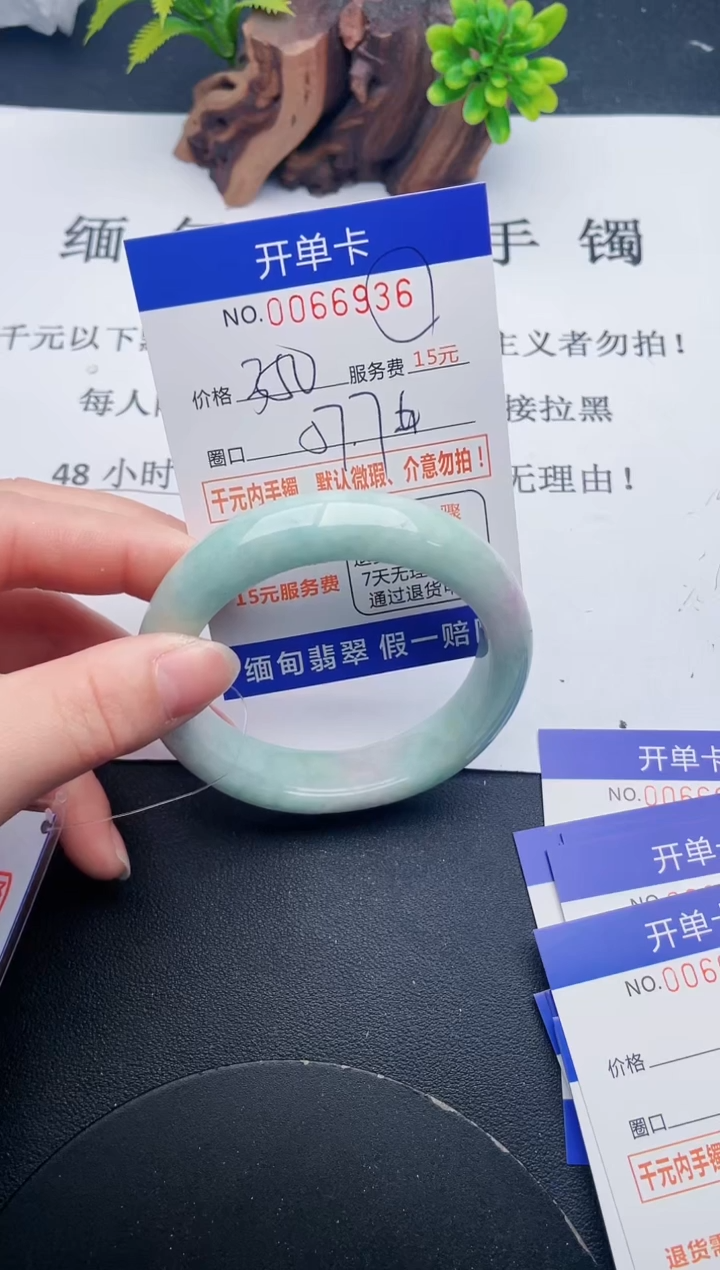 缅
手 镯
千元以下
主义者勿拍！
每人
接拉黑
48 小时
无理由！
开单卡
NO.0066936
价格 350 服务费 15元
圈口
千元内手镯 默认微瑕、介意勿拍！
7天无理
15元服务费
通过退货
缅甸翡翠 假一赔
开单卡
NO.0066
开单
开单
NO.006
价格
圈口
千元内手镯
退货需